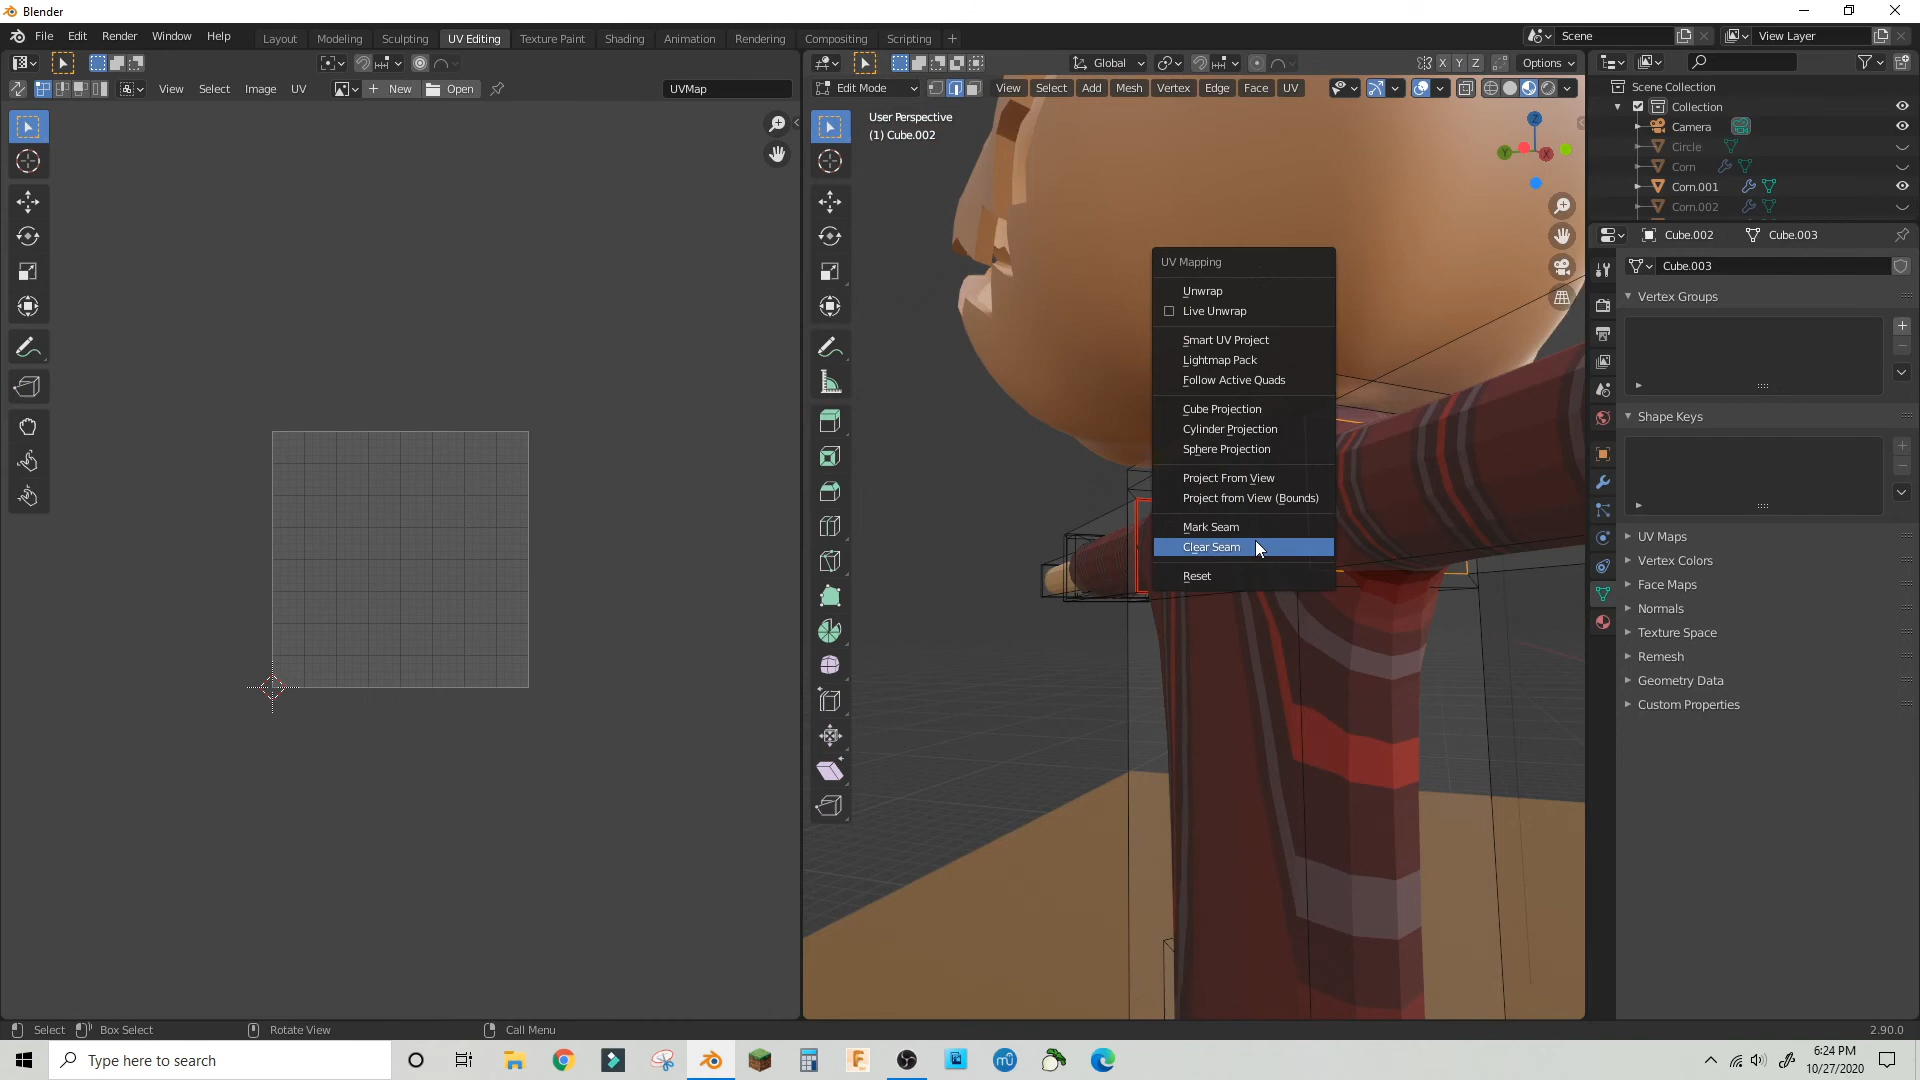 Blender
File Edit Render Window Help Layout Modeling Sculpting UV Editing Texture Paint Shading Animation Rendering Compositing Scripting Scene View Layer
Global X Y Z Options
View Select Image UV New Open UVMap
Edit Mode View Select Add Mesh Vertex Edge Face UV
Scene Collection
Collection
Camera
Circle
Corn
Corn.001
Corn.002
User Perspective
(1) Cube.002
Z
Y
X
UV Mapping
Unwrap
Live Unwrap
Smart UV Project
Lightmap Pack
Follow Active Quads
Cube Projection
Cylinder Projection
Sphere Projection
Project From View
Project from View (Bounds)
Mark Seam
Clear Seam
Reset
Cube.002 Cube.003
Cube.003
Vertex Groups
Shape Keys
UV Maps
Vertex Colors
Face Maps
Normals
Texture Space
Remesh
Geometry Data
Custom Properties
Select Box Select Rotate View Call Menu 2.90.0
Type here to search
6:24 PM
10/27/2020